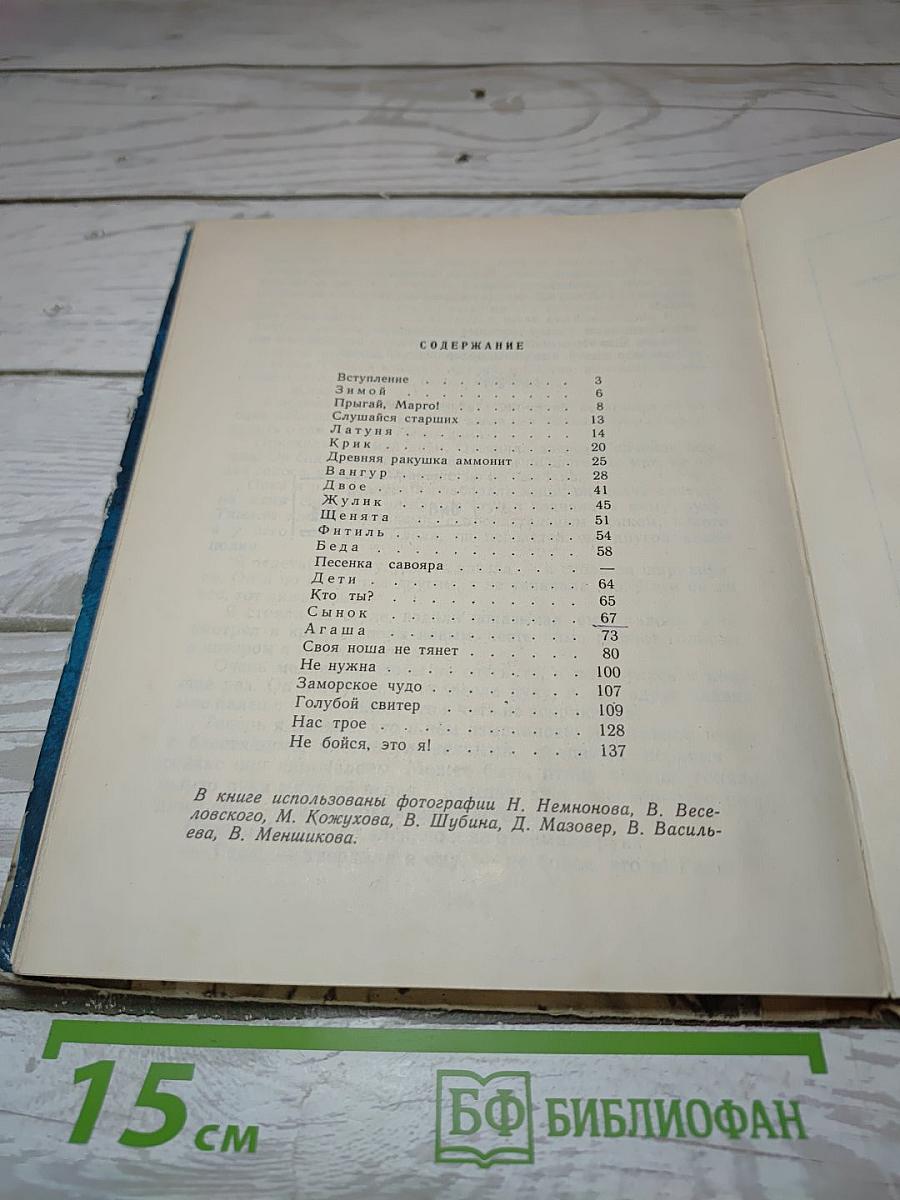 СОДЕРЖАНИЕ
Вступление . . . . . . . . . 3
Зимой . . . . . . . . . . 6
Прыгай, Марго! . . . . . . . 8
Слушайся старших . . . . . . 13
Латуня . . . . . . . . . . 14
Крик . . . . . . . . . . . 20
Древняя ракушка аммонит . . . 25
Вангур . . . . . . . . . . 28
Двое . . . . . . . . . . . 41
Жулик . . . . . . . . . . 45
Щенята . . . . . . . . . . 51
Фитиль . . . . . . . . . . 54
Беда . . . . . . . . . . . 58
Песенка савояра . . . . . . . —
Дети . . . . . . . . . . . 64
Кто ты? . . . . . . . . . . 65
Сынок . . . . . . . . . . 67
Агаша . . . . . . . . . . 73
Своя ноша не тянет . . . . . . 80
Не нужна . . . . . . . . . . 100
Заморское чудо . . . . . . . . 107
Голубой свитер . . . . . . . . 109
Нас трое . . . . . . . . . . 128
Не бойся, это я! . . . . . . . 137
В книге использованы фотографии Н. Немнонова, В. Весе-
ловского, М. Кожухова, В. Шубина, Д. Мазовер, В. Василь-
ева, В. Меншикова.
15 см
БФ БИБЛИОФАН